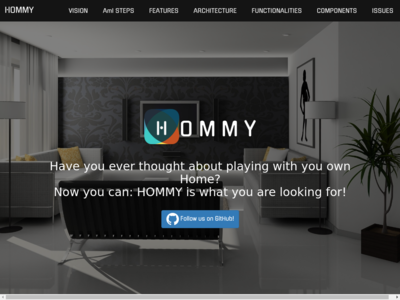 HOMMY VISION AmI STEPS FEATURES ARCHITECTURE FUNCTIONALITIES COMPONENTS ISSUES
HOMMY
Have you ever thought about playing with you own
Home?
Now you can: HOMMY is what you are looking for!
Follow us on GitHub!